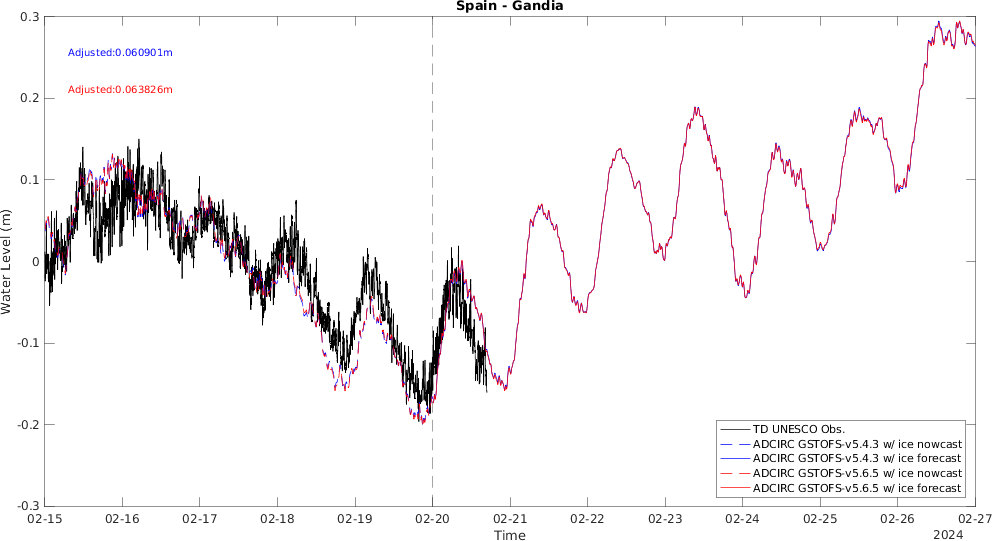 Spain - Gandia
Adjusted:0.060901m
Adjusted:0.063826m
Water Level (m)
0.3
0.2
0.1
0
-0.1
-0.2
-0.3
TD UNESCO Obs.
ADCIRC GSTOFS-v5.4.3 w/ ice nowcast
ADCIRC GSTOFS-v5.4.3 w/ ice forecast
ADCIRC GSTOFS-v5.6.5 w/ ice nowcast
ADCIRC GSTOFS-v5.6.5 w/ ice forecast
02-15 02-16 02-17 02-18 02-19 02-20 02-21 02-22 02-23 02-24 02-25 02-26 02-27
Time
2024